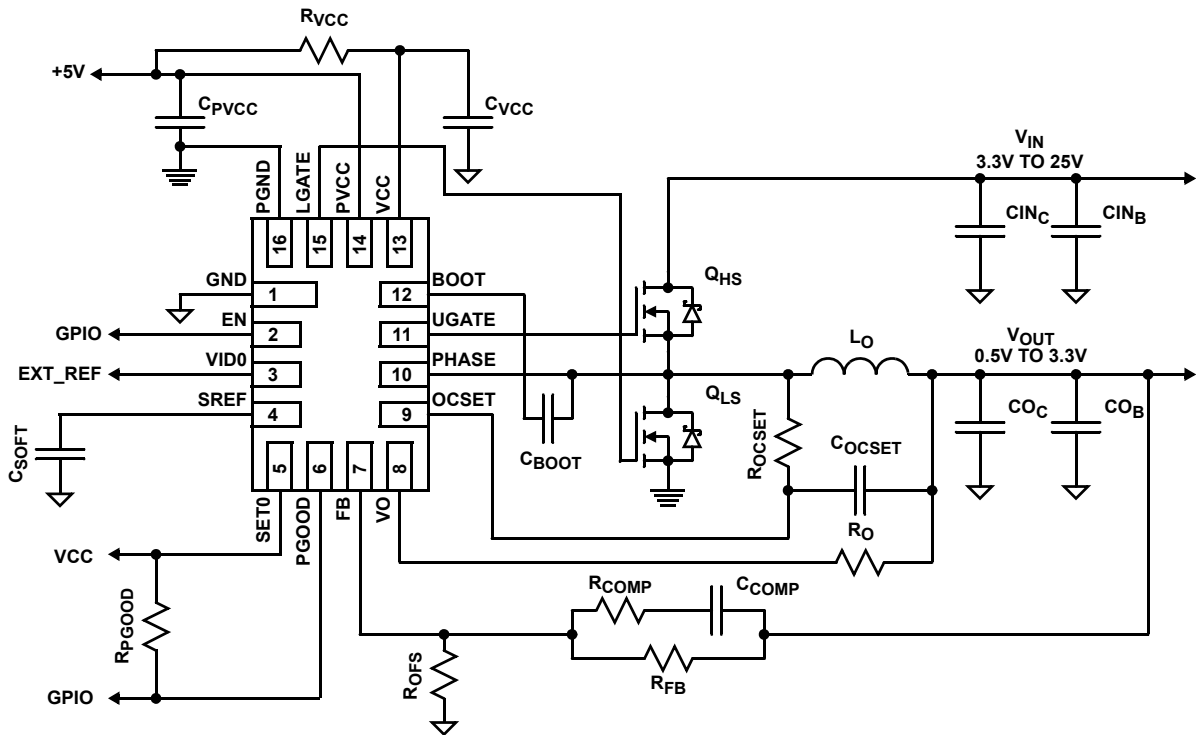 RVCC
+5V
CPVCC
CVCC
VIN
3.3V TO 25V
PGND
LGATE
PVCC
VCC
CINC
CINB
16
15
14
13
GND
1
BOOT
12
QHS
EN
GPIO
2
UGATE
11
LO
VOUT
0.5V TO 3.3V
VID0
EXT_REF
3
PHASE
10
QLS
SREF
4
OCSET
9
COC
COB
CSOFT
CBOOT
ROCSET
COCSET
5
6
7
8
SET0
PGOOD
FB
VO
RO
VCC
RPGOOD
RCOMP
CCOMP
ROFS
RFB
GPIO